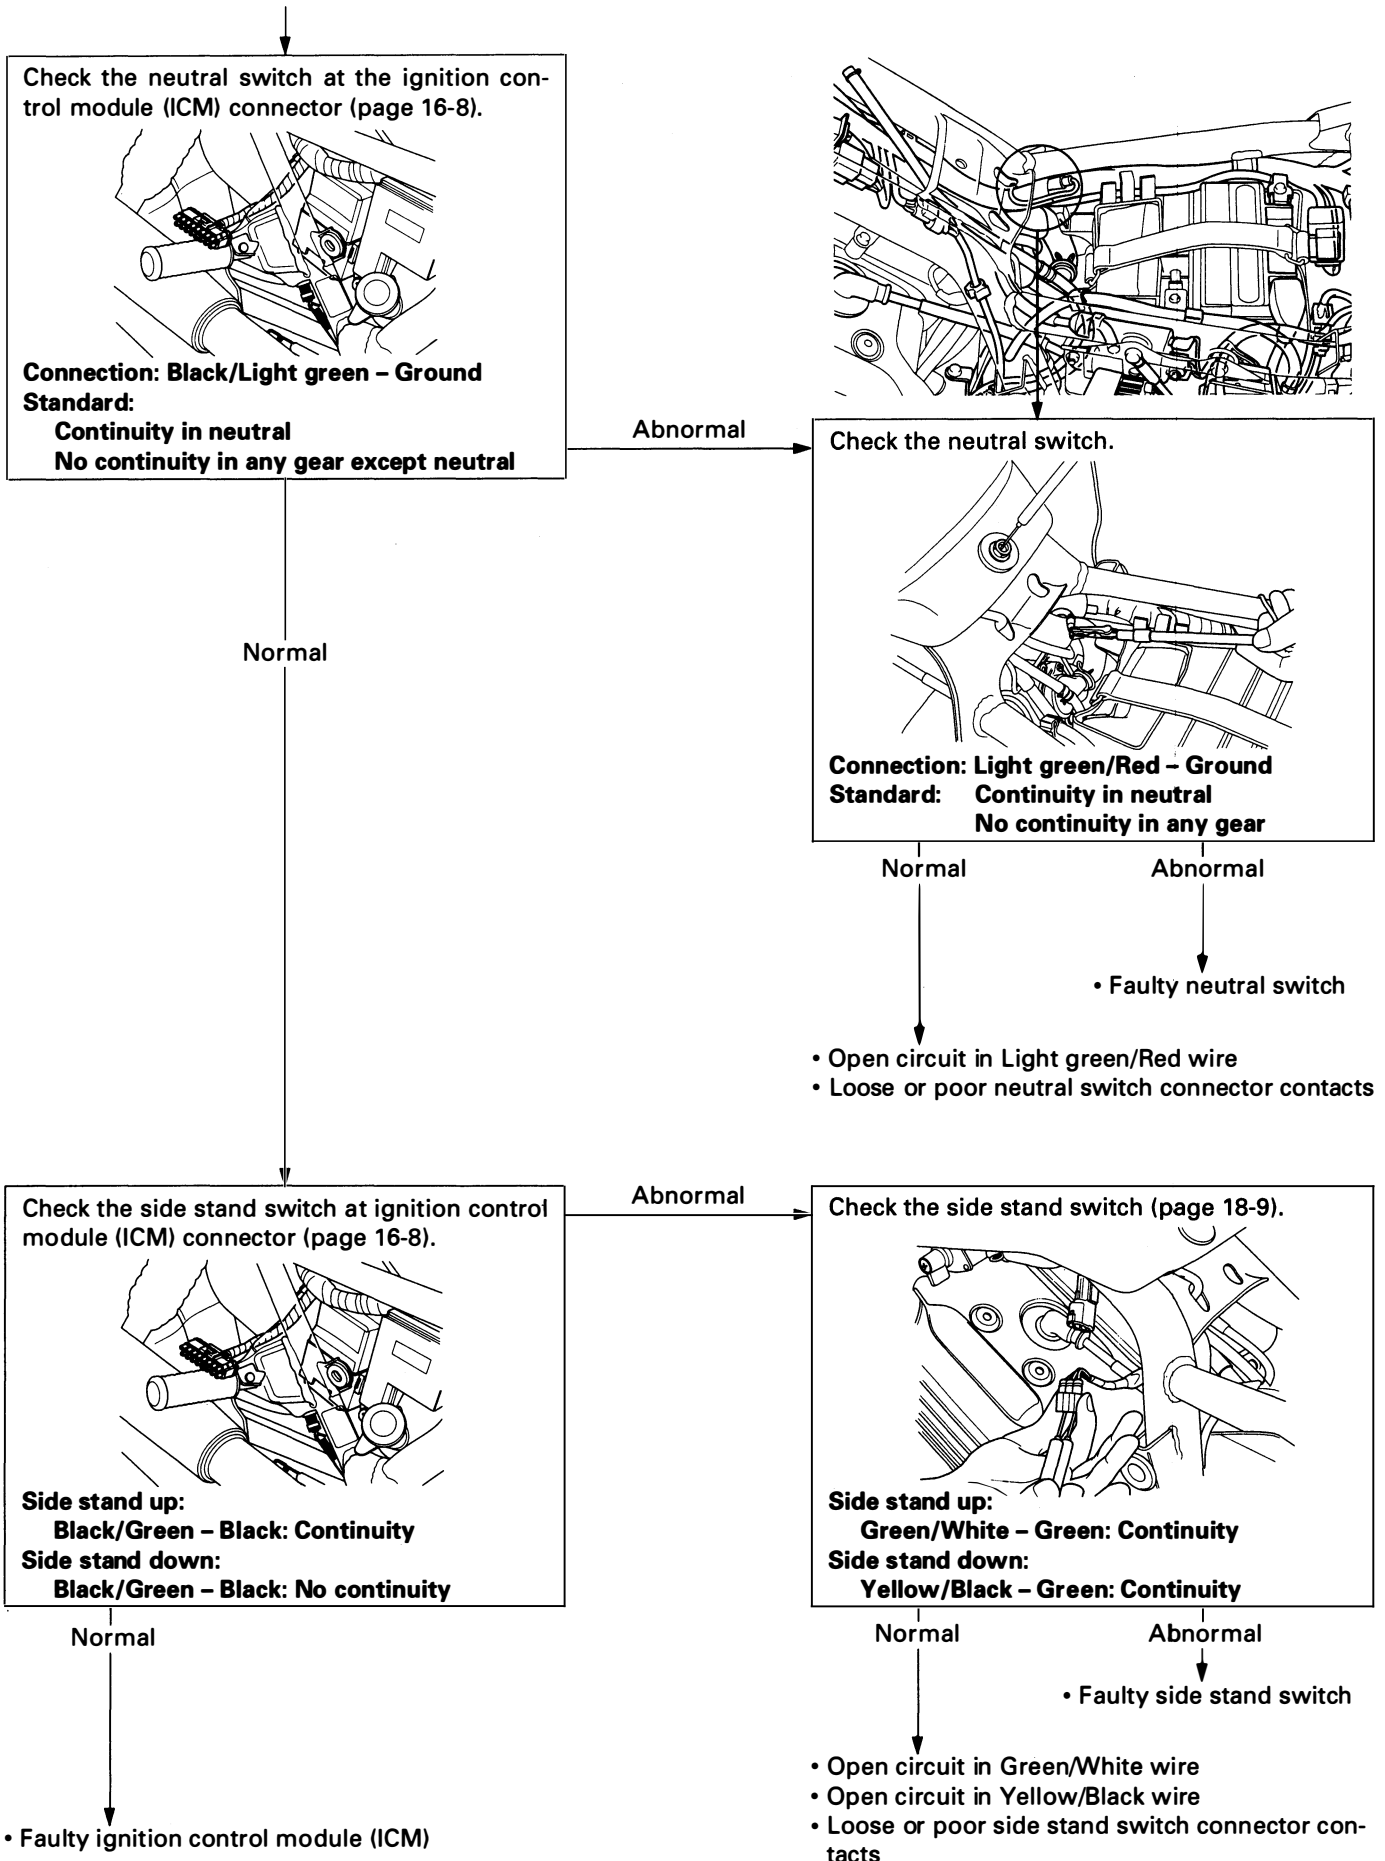 Check the neutral switch at the ignition con-
trol module (ICM) connector (page 16-8).
Connection: Black/Light green – Ground
Standard:
Continuity in neutral
No continuity in any gear except neutral
Abnormal
Check the neutral switch.
Connection: Light green/Red – Ground
Standard: Continuity in neutral
No continuity in any gear
Normal
Abnormal
• Faulty neutral switch
• Open circuit in Light green/Red wire
• Loose or poor neutral switch connector contacts
Normal
Check the side stand switch at ignition control
module (ICM) connector (page 16-8).
Side stand up:
Black/Green – Black: Continuity
Side stand down:
Black/Green – Black: No continuity
Abnormal
Check the side stand switch (page 18-9).
Side stand up:
Green/White – Green: Continuity
Side stand down:
Yellow/Black – Green: Continuity
Normal
Abnormal
• Faulty side stand switch
• Open circuit in Green/White wire
• Open circuit in Yellow/Black wire
• Loose or poor side stand switch connector con-
tacts
Normal
• Faulty ignition control module (ICM)